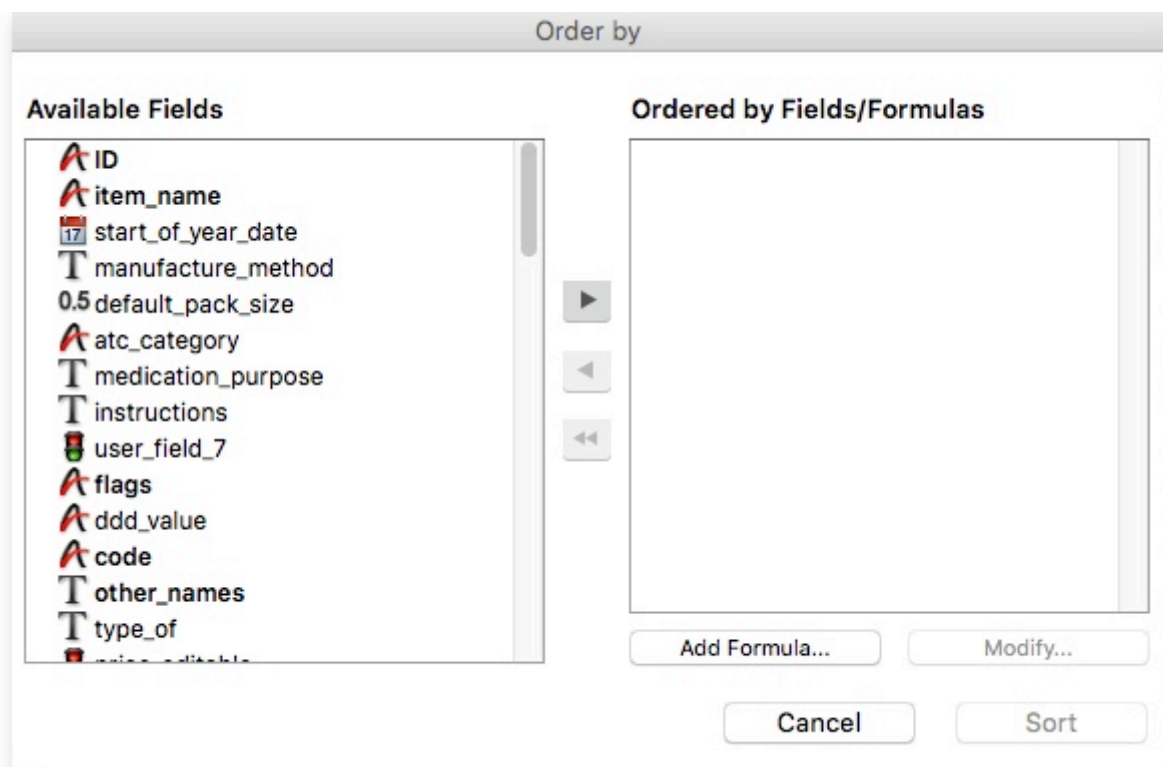 Order by
Available Fields
ID
item_name
17 start_of_year_date
T manufacture_method
0.5 default_pack_size
atc_category
T medication_purpose
T instructions
user_field_7
flags
ddd_value
code
T other_names
T type_of
Ordered by Fields/Formulas
Add Formula...
Modify...
Cancel
Sort